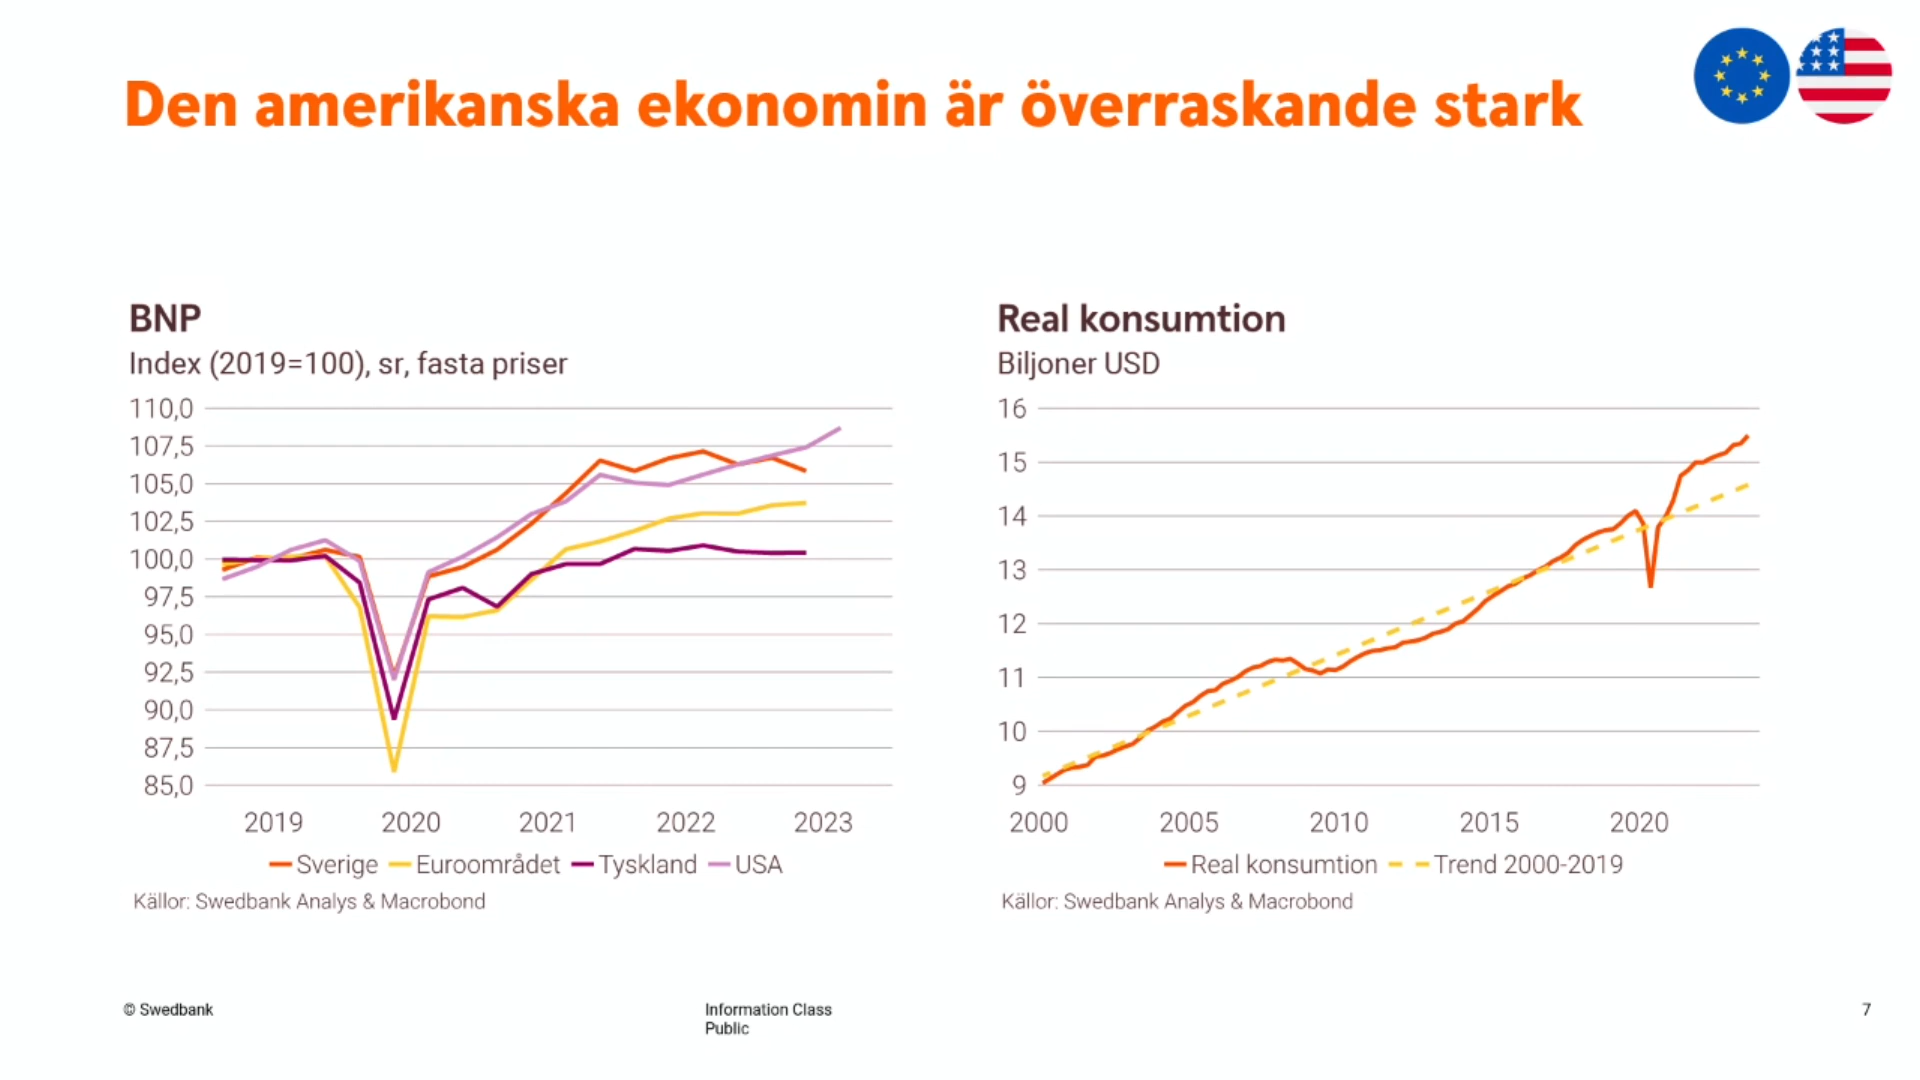 Den amerikanska ekonomin är överraskande stark
BNP
Index (2019=100), sr, fasta priser
110,0
107,5
105,0
102,5
100,0
97,5
95,0
92,5
90,0
87,5
85,0
2019 2020 2021 2022 2023
Sverige Euroområdet Tyskland USA
Källor: Swedbank Analys & Macrobond
Real konsumtion
Biljoner USD
16
15
14
13
12
11
10
9
2000 2005 2010 2015 2020
Real konsumtion Trend 2000-2019
Källor: Swedbank Analys & Macrobond
© Swedbank
Information Class
Public
7